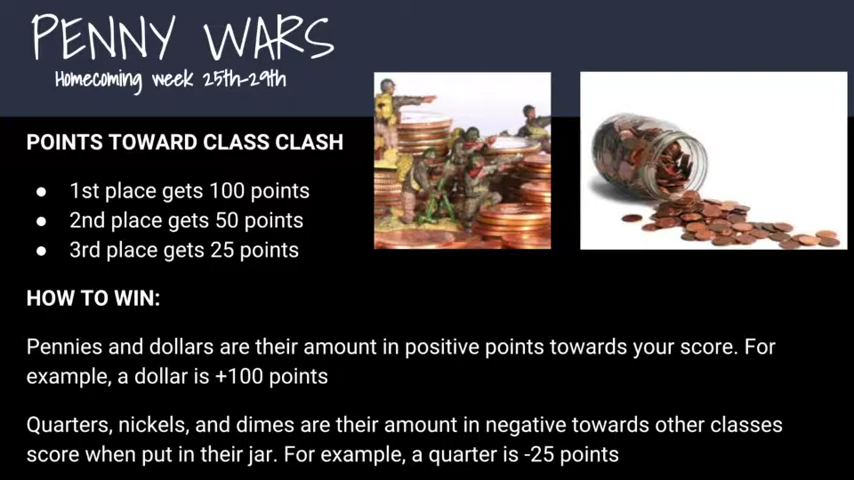 PENNY WARS
Homecoming week 25th-29th
POINTS TOWARD CLASS CLASH
● 1st place gets 100 points
● 2nd place gets 50 points
● 3rd place gets 25 points
HOW TO WIN:
Pennies and dollars are their amount in positive points towards your score. For
example, a dollar is +100 points
Quarters, nickels, and dimes are their amount in negative towards other classes
score when put in their jar. For example, a quarter is -25 points